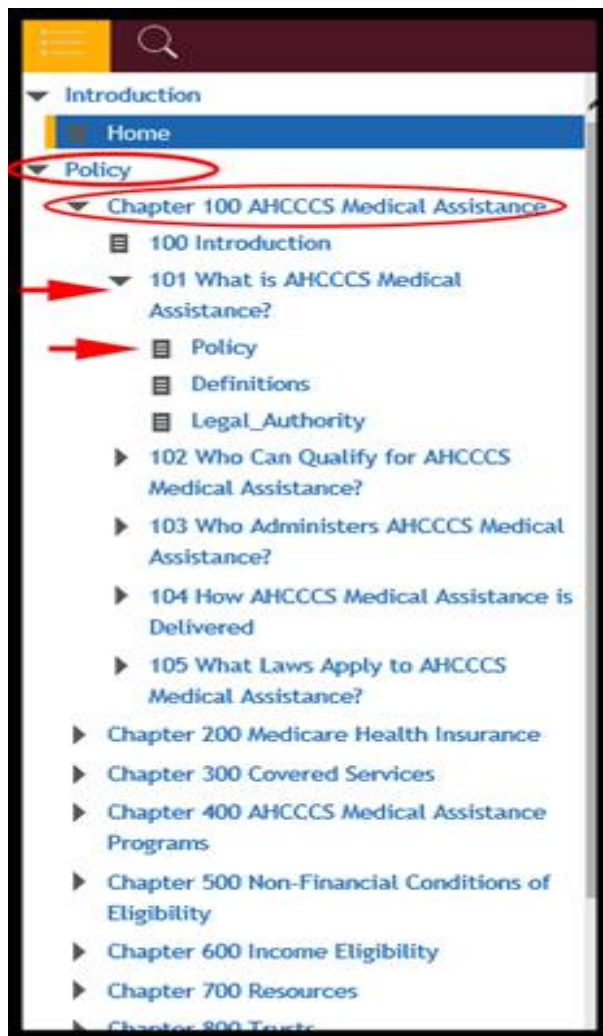 Introduction
Home
Policy
Chapter 100 AHCCCS Medical Assistance
100 Introduction
101 What is AHCCCS Medical
Assistance?
Policy
Definitions
Legal_Authority
102 Who Can Qualify for AHCCCS
Medical Assistance?
103 Who Administers AHCCCS Medical
Assistance?
104 How AHCCCS Medical Assistance is
Delivered
105 What Laws Apply to AHCCCS
Medical Assistance?
Chapter 200 Medicare Health Insurance
Chapter 300 Covered Services
Chapter 400 AHCCCS Medical Assistance
Programs
Chapter 500 Non-Financial Conditions of
Eligibility
Chapter 600 Income Eligibility
Chapter 700 Resources
Chapter 800 Trusts